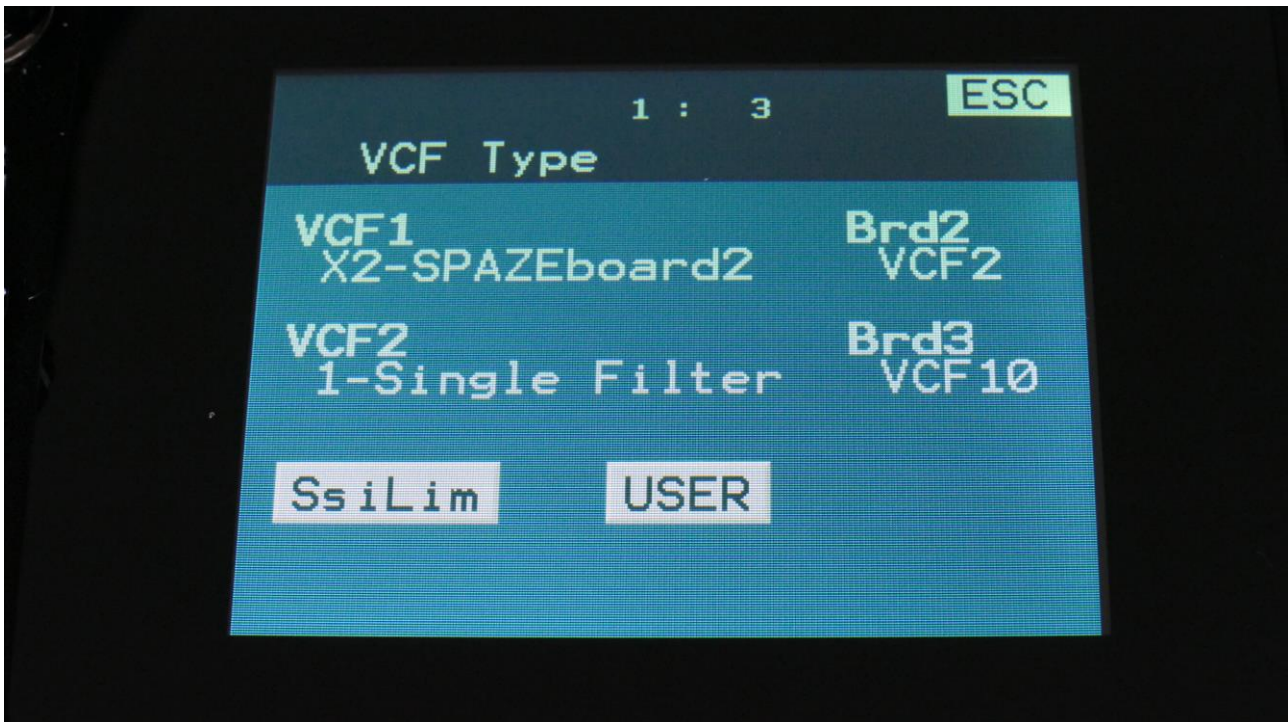 1 : 3 ESC
VCF Type
VCF1 Brd2
X2-SPAZEboard2 VCF2
VCF2 Brd3
1-Single Filter VCF10
SsiLim USER